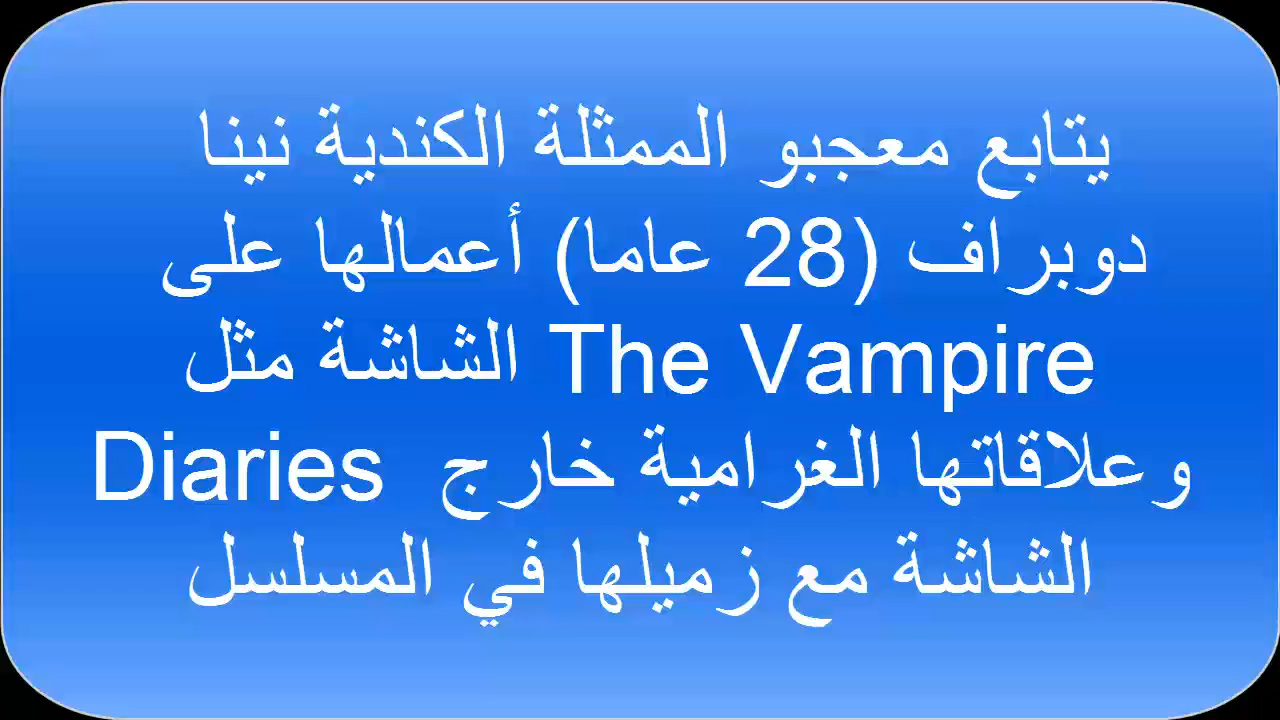 يتابع معجبو الممثلة الكندية نينا
دوبراف (28 عاما) أعمالها على
الشاشة مثل The Vampire
Diaries وعلاقاتها الغرامية خارج
الشاشة مع زميلها في المسلسل